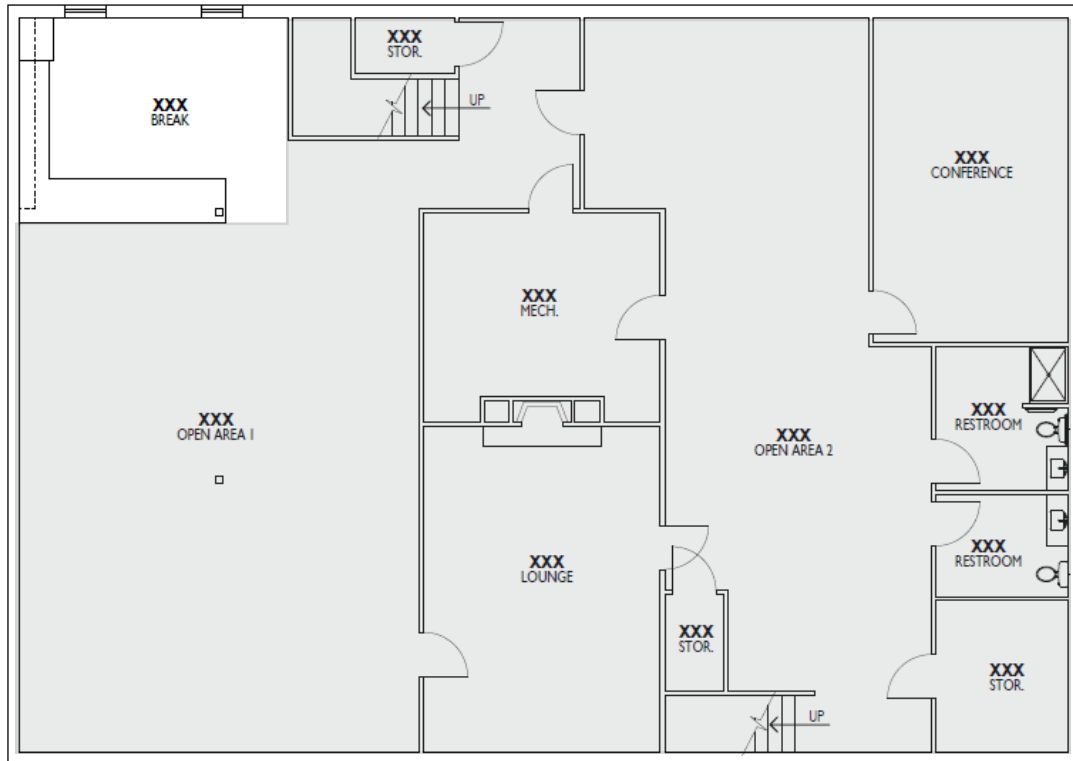 XXX
STOR.
UP
XXX
BREAK
XXX
CONFERENCE
XXX
MECH.
XXX
OPEN AREA 1
XXX
OPEN AREA 2
XXX
RESTROOM
XXX
RESTROOM
XXX
LOUNGE
XXX
STOR.
XXX
STOR.
UP